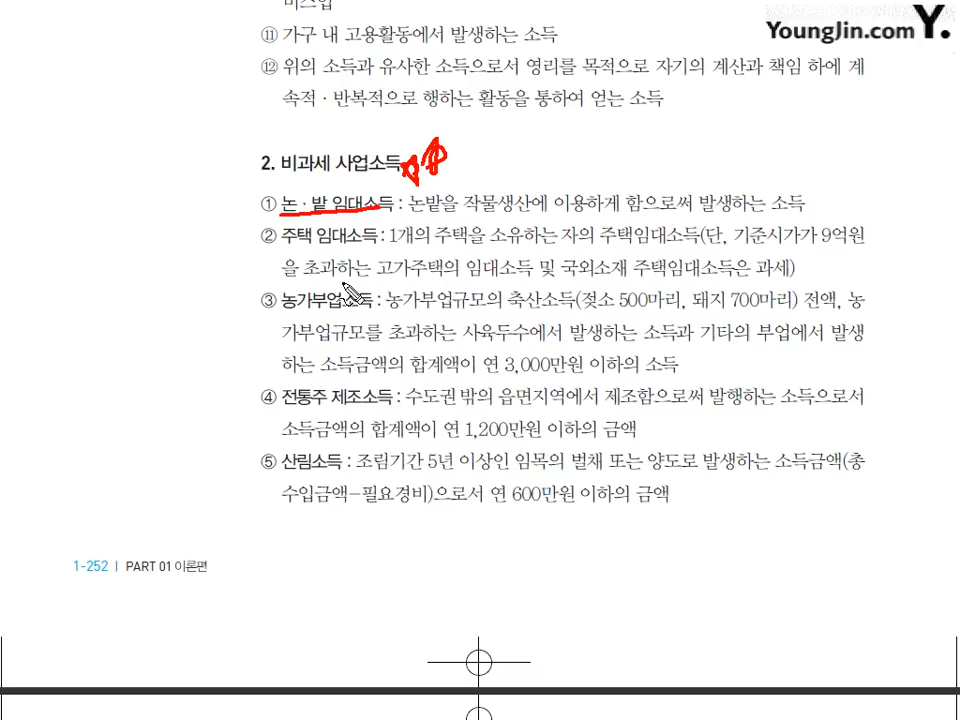 YoungJin.com Y.
⑪ 가구 내 고용활동에서 발생하는 소득
⑫ 위의 소득과 유사한 소득으로서 영리를 목적으로 자기의 계산과 책임 하에 계
속적 · 반복적으로 행하는 활동을 통하여 얻는 소득
2. 비과세 사업소득
① 논 · 밭 임대소득 : 논밭을 작물생산에 이용하게 함으로써 발생하는 소득
② 주택 임대소득 : 1개의 주택을 소유하는 자의 주택임대소득(단, 기준시가가 9억원
을 초과하는 고가주택의 임대소득 및 국외소재 주택임대소득은 과세)
③ 농가부업소득 : 농가부업규모의 축산소득(젖소 500마리, 돼지 700마리) 전액, 농
가부업규모를 초과하는 사육두수에서 발생하는 소득과 기타의 부업에서 발생
하는 소득금액의 합계액이 연 3,000만원 이하의 소득
④ 전통주 제조소득 : 수도권 밖의 읍면지역에서 제조함으로써 발행하는 소득으로서
소득금액의 합계액이 연 1,200만원 이하의 금액
⑤ 산림소득 : 조림기간 5년 이상인 임목의 벌채 또는 양도로 발생하는 소득금액(총
수입금액-필요경비)으로서 연 600만원 이하의 금액
1-252 | PART 01 이론편